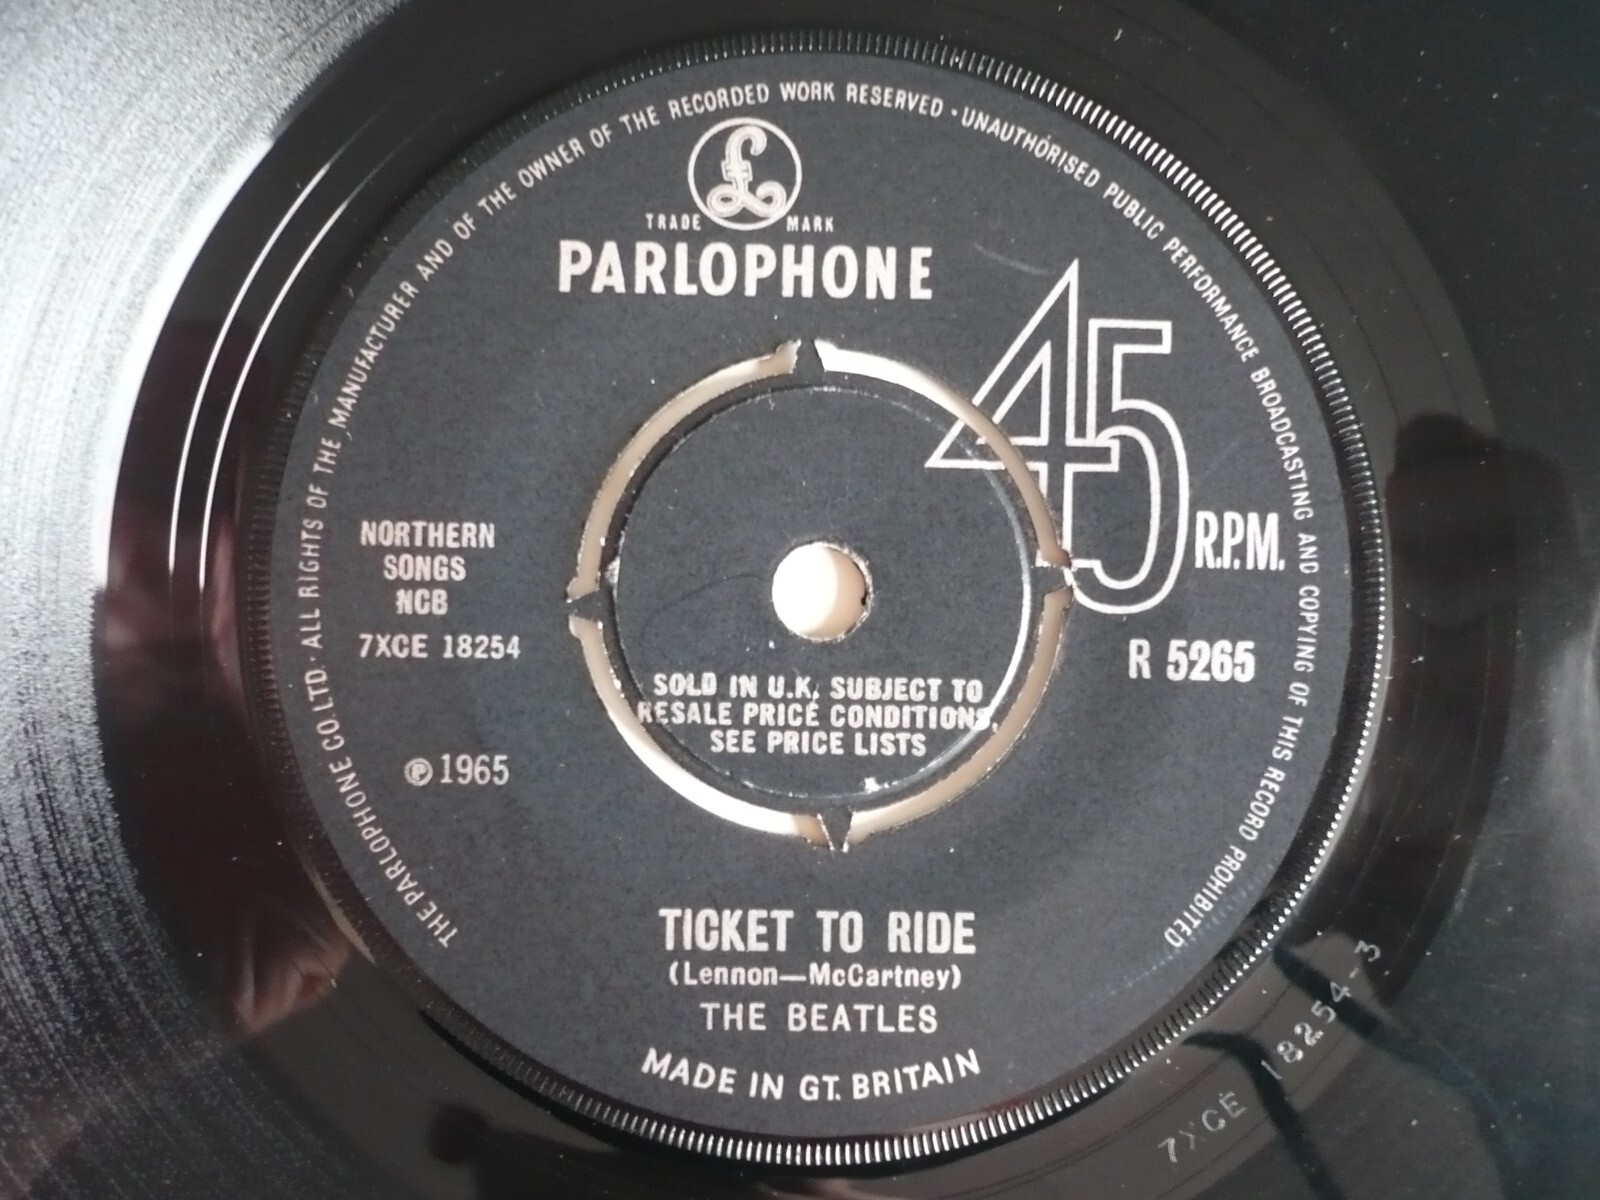 THE PARLOPHONE CO. LTD. · ALL RIGHTS OF THE MANUFACTURER AND OF THE OWNER OF THE RECORDED WORK RESERVED · UNAUTHORISED PUBLIC PERFORMANCE BROADCASTING AND COPYING OF THIS RECORD PROHIBITED
£
TRADE MARK
PARLOPHONE
45 R.P.M.
NORTHERN
SONGS
NCB
7XCE 18254
R 5265
SOLD IN U.K. SUBJECT TO
RESALE PRICE CONDITIONS,
SEE PRICE LISTS
℗ 1965
TICKET TO RIDE
(Lennon—McCartney)
THE BEATLES
MADE IN GT. BRITAIN
7XCE 18254-3